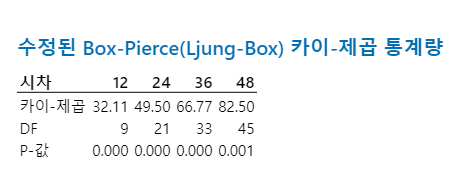 수정된 Box-Pierce(Ljung-Box) 카이-제곱 통계량
시차 12 24 36 48
카이-제곱 32.11 49.50 66.77 82.50
DF 9 21 33 45
P-값 0.000 0.000 0.000 0.001